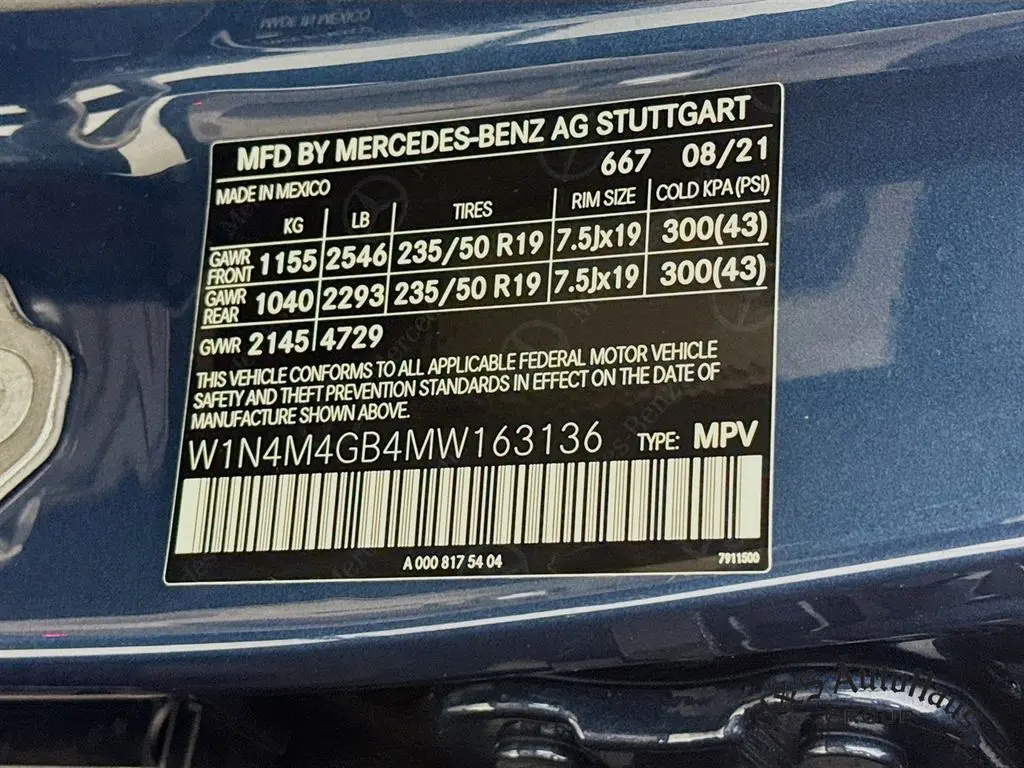 MADE IN MEXICO
MFD BY MERCEDES-BENZ AG STUTTGART
667 08/21
MADE IN MEXICO
KG LB TIRES RIM SIZE COLD KPA (PSI)
GAWR FRONT 1155 2546 235/50 R19 7.5Jx19 300(43)
GAWR REAR 1040 2293 235/50 R19 7.5Jx19 300(43)
GVWR 2145 4729
THIS VEHICLE CONFORMS TO ALL APPLICABLE FEDERAL MOTOR VEHICLE
SAFETY AND THEFT PREVENTION STANDARDS IN EFFECT ON THE DATE OF
MANUFACTURE SHOWN ABOVE.
W1N4M4GB4MW163136 TYPE: MPV
A 000 817 54 04 7911500
AutoHaus